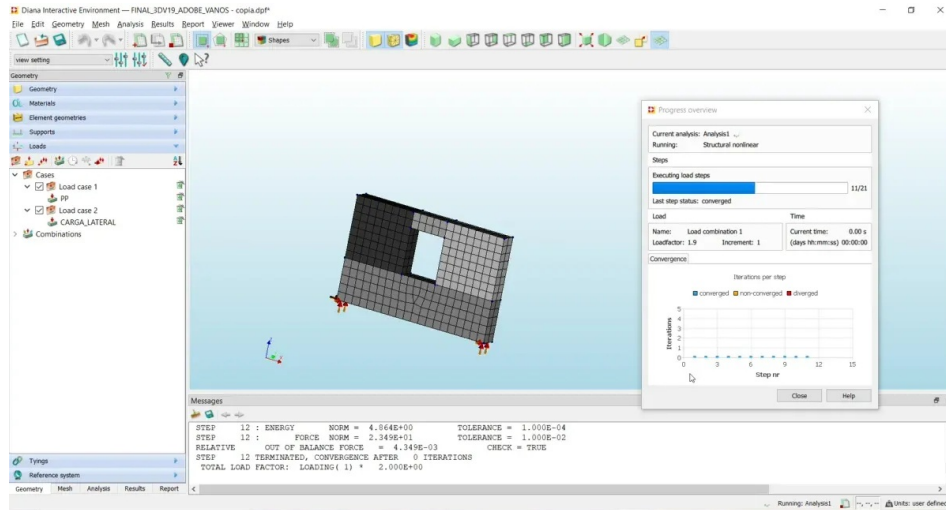 Diana Interactive Environment — FINAL_3DV19_ADOBE_VANOS - copia.dpf*
File Edit Geometry Mesh Analysis Results Report Viewer Window Help
Shapes
view setting
Geometry
Geometry
Materials
Element geometries
Supports
Loads
Cases
Load case 1
PP
Load case 2
CARGA_LATERAL
Combinations
Tyings
Reference system
Geometry Mesh Analysis Results Report
Progress overview
Current analysis: Analysis1
Running: Structural nonlinear
Steps
Executing load steps
11/21
Last step status: converged
Load Time
Name: Load combination 1 Current time: 0.00 s
Loadfactor: 1.9 Increment: 1 (days hh:mm:ss) 00:00:00
Convergence
Iterations per step
converged non-converged diverged
Iterations
5
4
3
2
1
0
0 3 6 9 12 15
Step nr
Close Help
Messages
STEP 12 : ENERGY NORM = 4.864E+00 TOLERANCE = 1.000E-04
STEP 12 : FORCE NORM = 2.349E+01 TOLERANCE = 1.000E-02
RELATIVE OUT OF BALANCE FORCE = 4.349E-03 CHECK = TRUE
STEP 12 TERMINATED, CONVERGENCE AFTER 0 ITERATIONS
TOTAL LOAD FACTOR: LOADING( 1) * 2.000E+00
Running: Analysis1 --, --, -- Units: user defined